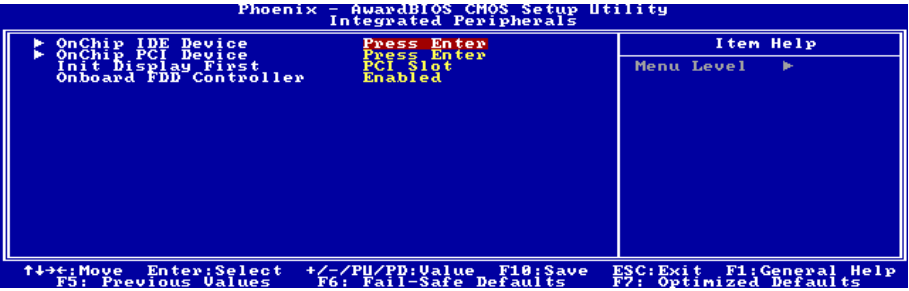 Phoenix - AwardBIOS CMOS Setup Utility
Integrated Peripherals
► OnChip IDE Device Press Enter
► OnChip PCI Device Press Enter
Init Display First PCI Slot
Onboard FDD Controller Enabled
Item Help
Menu Level ►
↑↓→←:Move Enter:Select +/-/PU/PD:Value F10:Save ESC:Exit F1:General Help
F5: Previous Values F6: Fail-Safe Defaults F7: Optimized Defaults